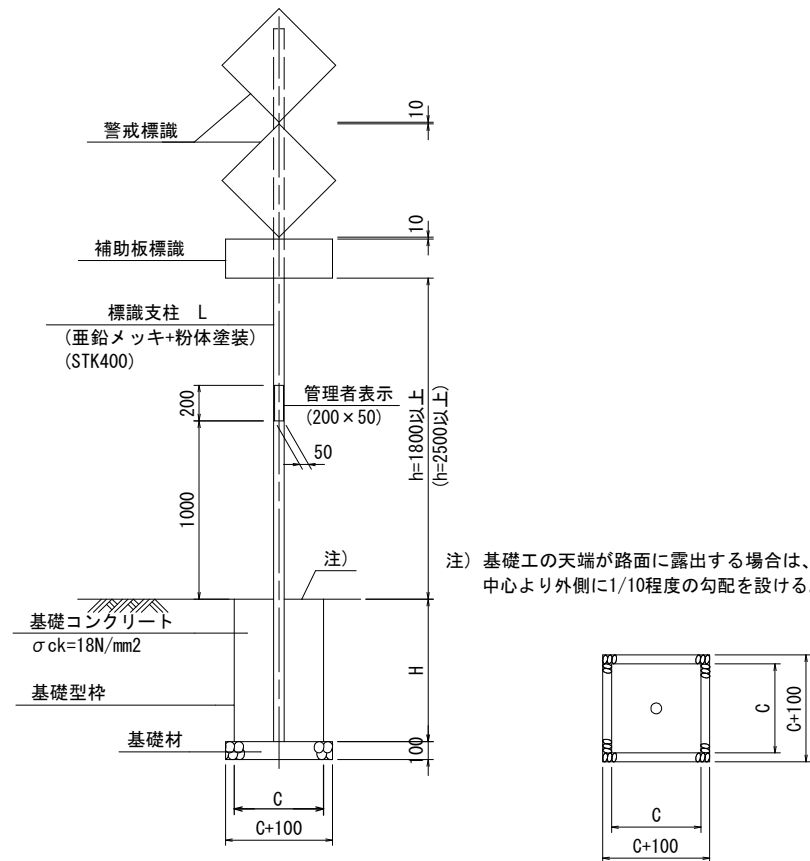 警戒標識
10
10
補助板標識
標識支柱 L
(亜鉛メッキ+粉体塗装)
(STK400)
200
管理者表示
(200×50)
50
1000
h=1800以上
(h=2500以上)
注)
注) 基礎工の天端が路面に露出する場合は、
中心より外側に1/10程度の勾配を設ける。
基礎コンクリート
σck=18N/mm2
H
基礎型枠
基礎材
100
C
C+100
C
C+100
C
C+100